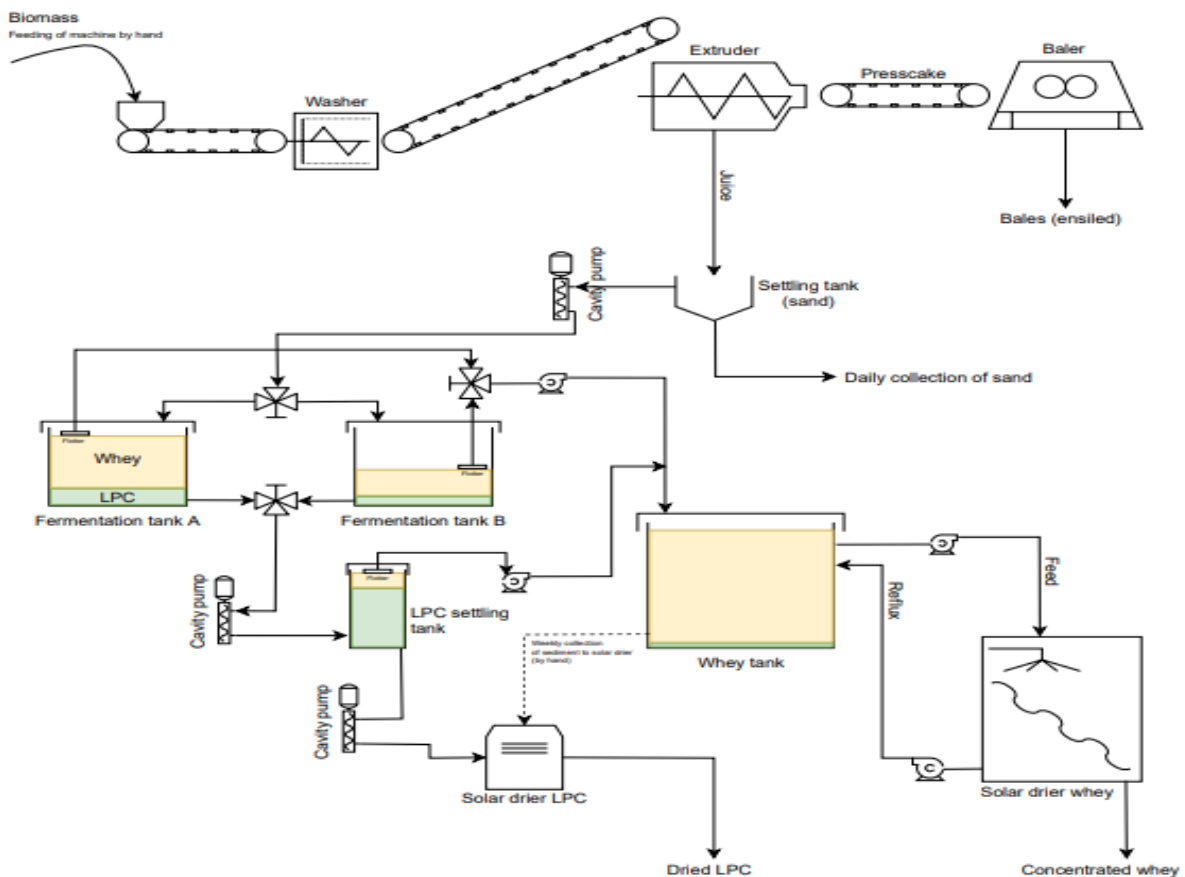 Biomass
Feeding of machine by hand
Washer
Extruder
Presscake
Baler
Juice
Bales (ensiled)
Cavity pump
Settling tank
(sand)
Daily collection of sand
Floter
Whey
LPC
Floter
Fermentation tank A
Fermentation tank B
Cavity pump
Floter
LPC settling
tank
Feed
Reflux
Weekly collection
of sediment to solar drier
(by hand)
Whey tank
Cavity pump
Solar drier LPC
Solar drier whey
Dried LPC
Concentrated whey